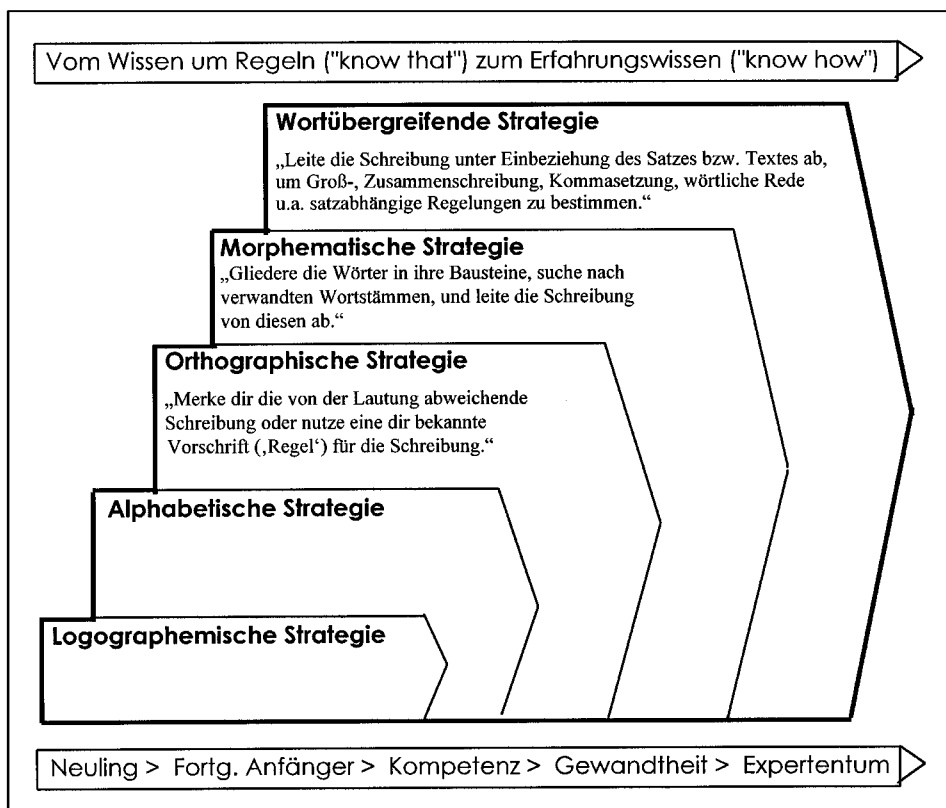 Vom Wissen um Regeln ("know that") zum Erfahrungswissen ("know how")
Wortübergreifende Strategie
„Leite die Schreibung unter Einbeziehung des Satzes bzw. Textes ab,
um Groß-, Zusammenschreibung, Kommasetzung, wörtliche Rede
u.a. satzabhängige Regelungen zu bestimmen.“
Morphematische Strategie
„Gliedere die Wörter in ihre Bausteine, suche nach
verwandten Wortstämmen, und leite die Schreibung
von diesen ab.“
Orthographische Strategie
„Merke dir die von der Lautung abweichende
Schreibung oder nutze eine dir bekannte
Vorschrift (‚Regel‘) für die Schreibung.“
Alphabetische Strategie
Logographemische Strategie
Neuling > Fortg. Anfänger > Kompetenz > Gewandtheit > Expertentum